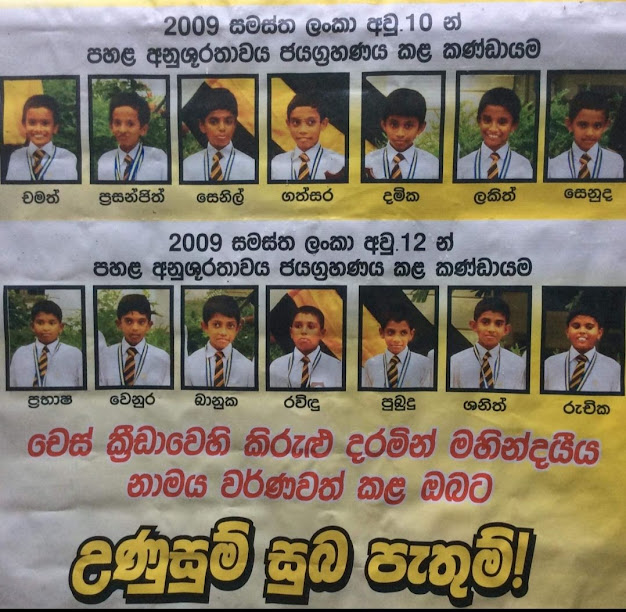 2009 සමස්ත ලංකා අවු.10 න්
පහළ අනුශූරතාවය ජයග්‍රහණය කළ කණ්ඩායම
චමත් ප්‍රසන්ජිත් සෙනිල් ගත්සර දමික ලකිත් සෙනුද
2009 සමස්ත ලංකා අවු.12 න්
පහළ අනුශූරතාවය ජයග්‍රහණය කළ කණ්ඩායම
ප්‍රභාෂ වෙනුර බානුක රවිඳු පුබුදු ශනිත් රුචික
චෙස් ක්‍රීඩාවෙහි කිරුළු දරමින් මහින්දයීය
නාමය වර්ණවත් කළ ඔබට
උණුසුම් සුබ පැතුම්!